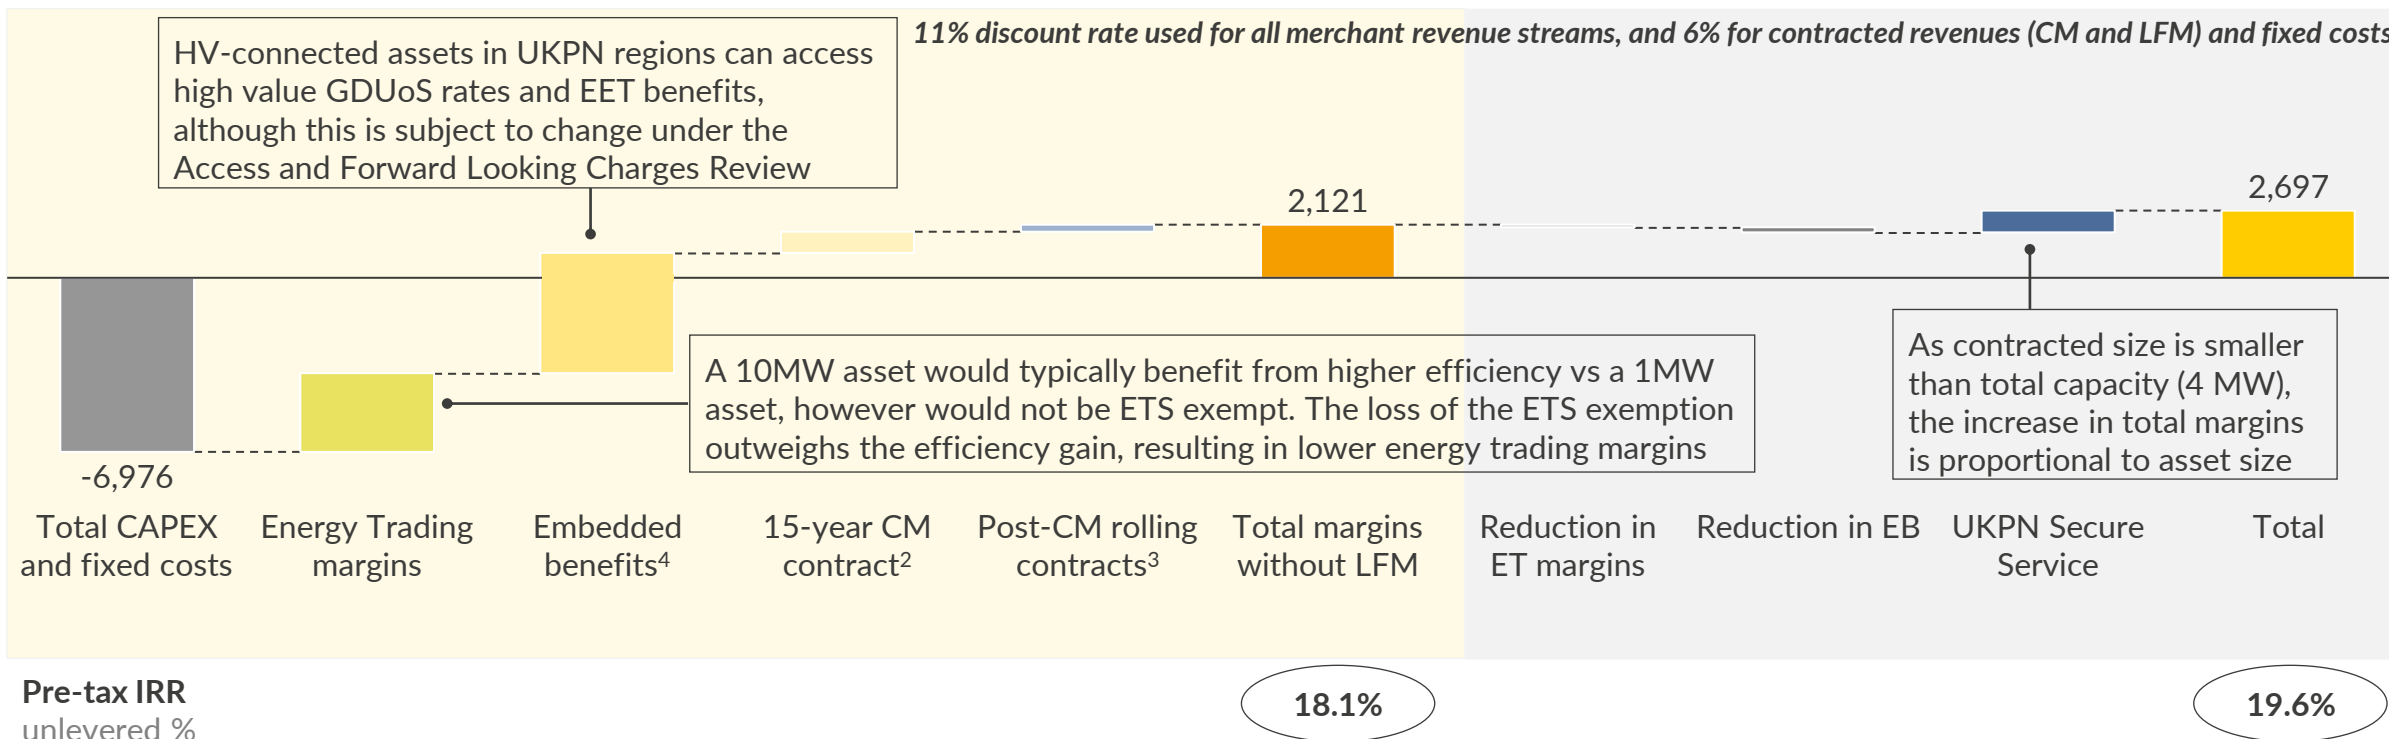 11% discount rate used for all merchant revenue streams, and 6% for contracted revenues (CM and LFM) and fixed costs
HV-connected assets in UKPN regions can access
high value GDUoS rates and EET benefits,
although this is subject to change under the
Access and Forward Looking Charges Review
2,121
2,697
A 10MW asset would typically benefit from higher efficiency vs a 1MW
asset, however would not be ETS exempt. The loss of the ETS exemption
outweighs the efficiency gain, resulting in lower energy trading margins
As contracted size is smaller
than total capacity (4 MW),
the increase in total margins
is proportional to asset size
-6,976
Total CAPEX
and fixed costs
Energy Trading
margins
Embedded
benefits⁴
15-year CM
contract²
Post-CM rolling
contracts³
Total margins
without LFM
Reduction in
ET margins
Reduction in EB
UKPN Secure
Service
Total
Pre-tax IRR
unlevered %
18.1%
19.6%